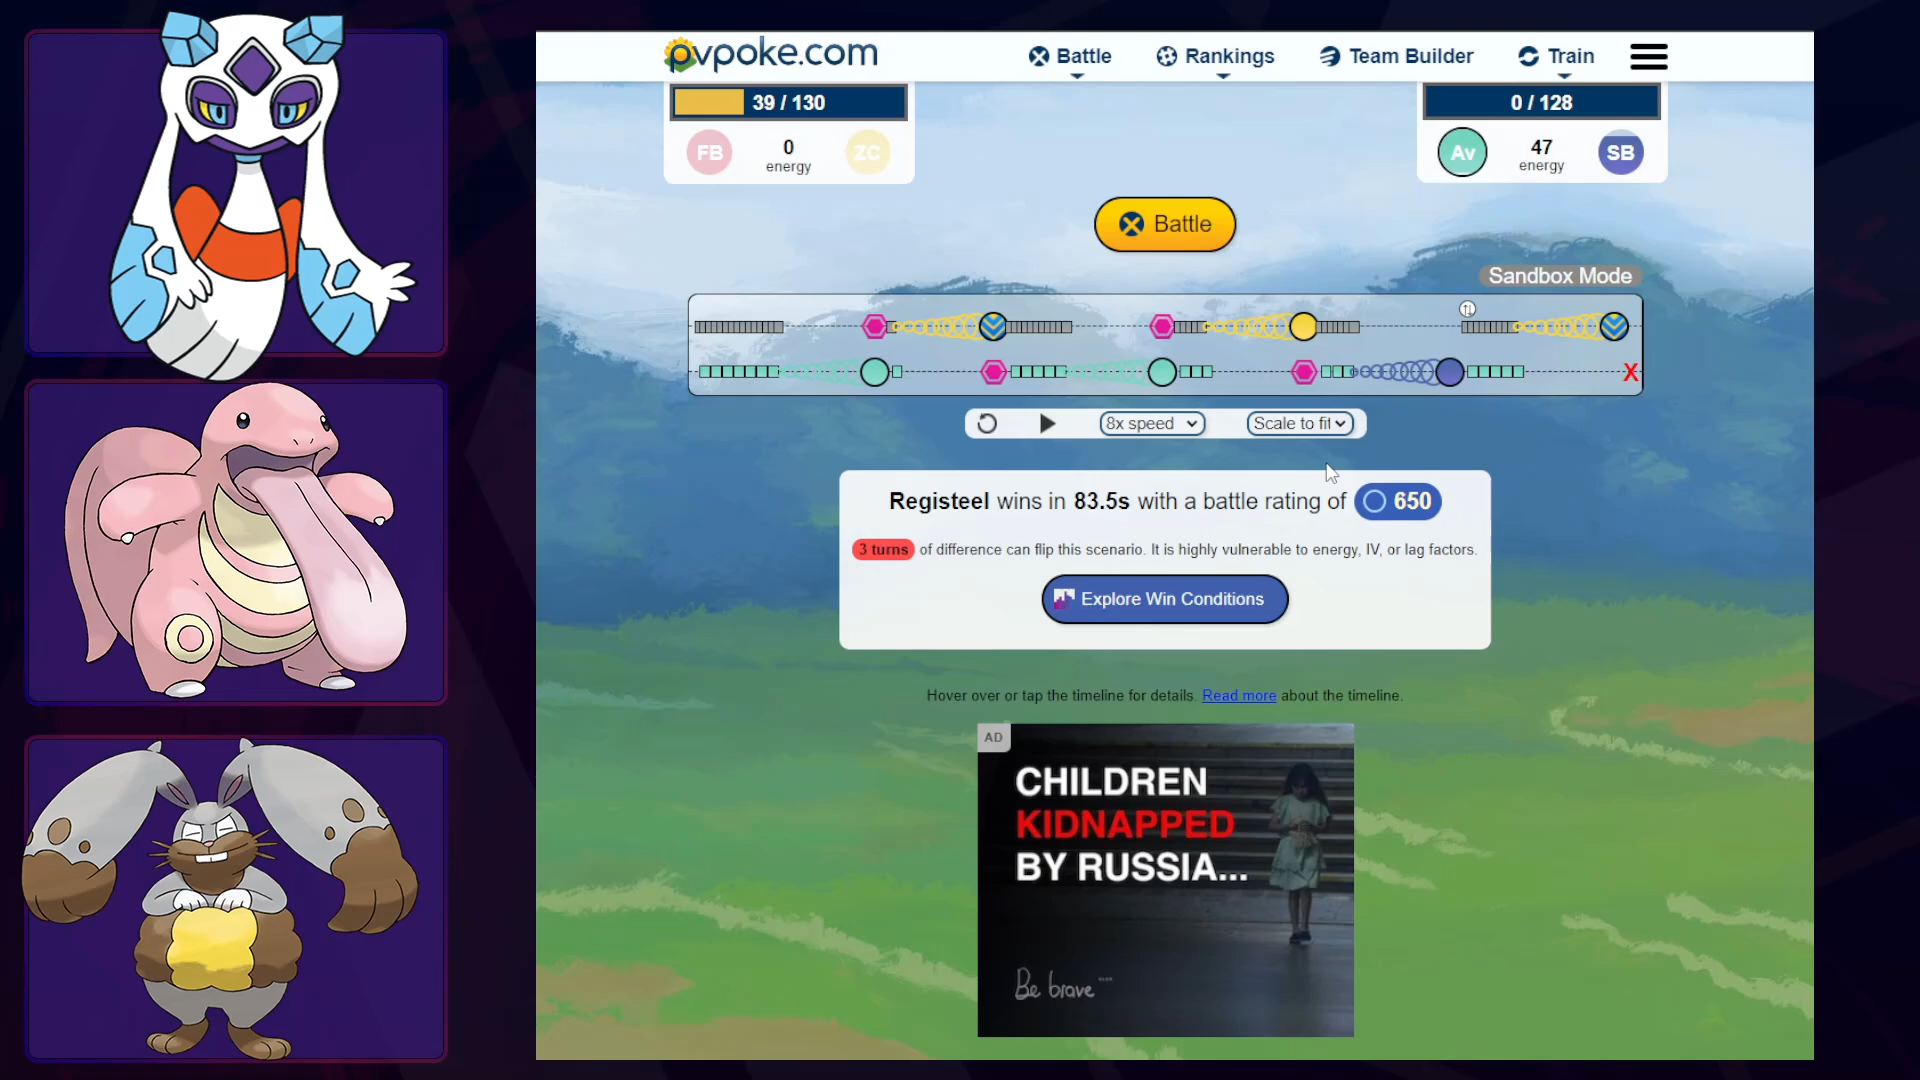 pvpoke.com
Battle
Rankings
Team Builder
Train
39 / 130
0 / 128
FB
0
energy
ZC
Av
47
energy
SB
Battle
Sandbox Mode
X
8x speed
Scale to fit
Registeel wins in 83.5s with a battle rating of 650
3 turns of difference can flip this scenario. It is highly vulnerable to energy, IV, or lag factors.
Explore Win Conditions
Hover over or tap the timeline for details. Read more about the timeline.
AD
CHILDREN
KIDNAPPED
BY RUSSIA...
Be brave